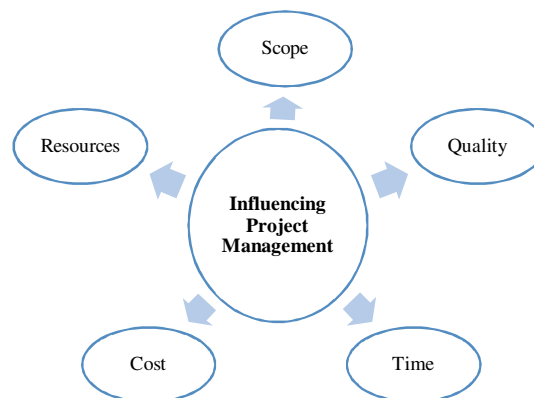 Scope
Resources
Quality
Influencing
Project
Management
Cost
Time